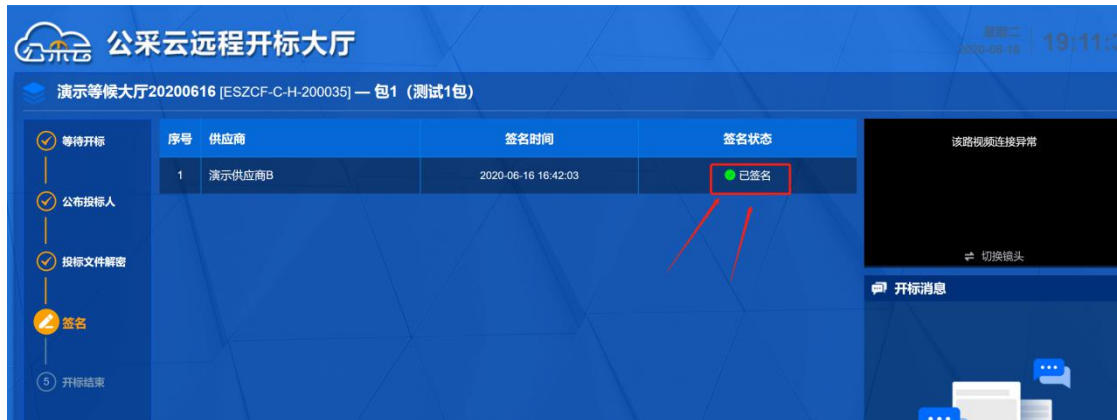 公采云 公采云远程开标大厅
星期二
2020-06-16
19:11:
演示等候大厅20200616 [ESZCF-C-H-200035] — 包1（测试1包）
等待开标
公布投标人
投标文件解密
签名
5 开标结束
序号 供应商 签名时间 签名状态
1 演示供应商B 2020-06-16 16:42:03 已签名
该路视频连接异常
切换镜头
开标消息